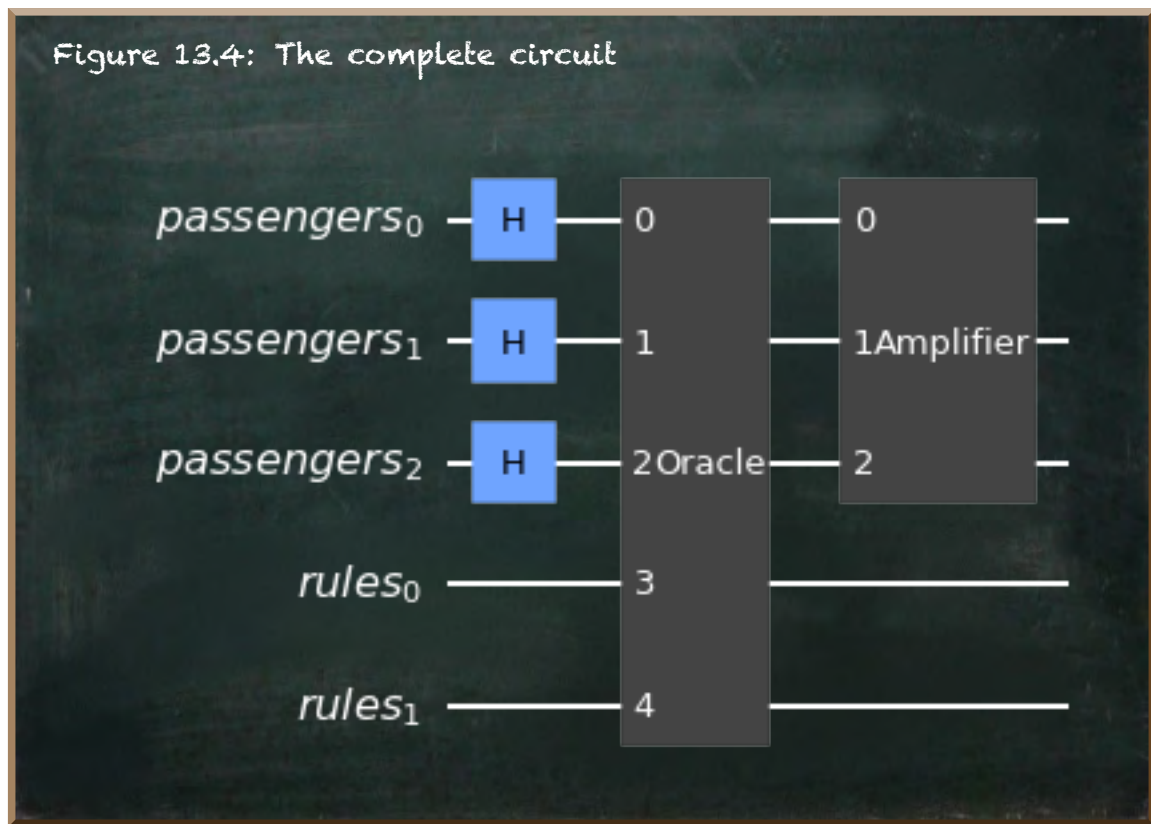 Figure 13.4: The complete circuit
passengers₀ H 0 0
passengers₁ H 1 1Amplifier
passengers₂ H 2Oracle 2
rules₀ 3
rules₁ 4